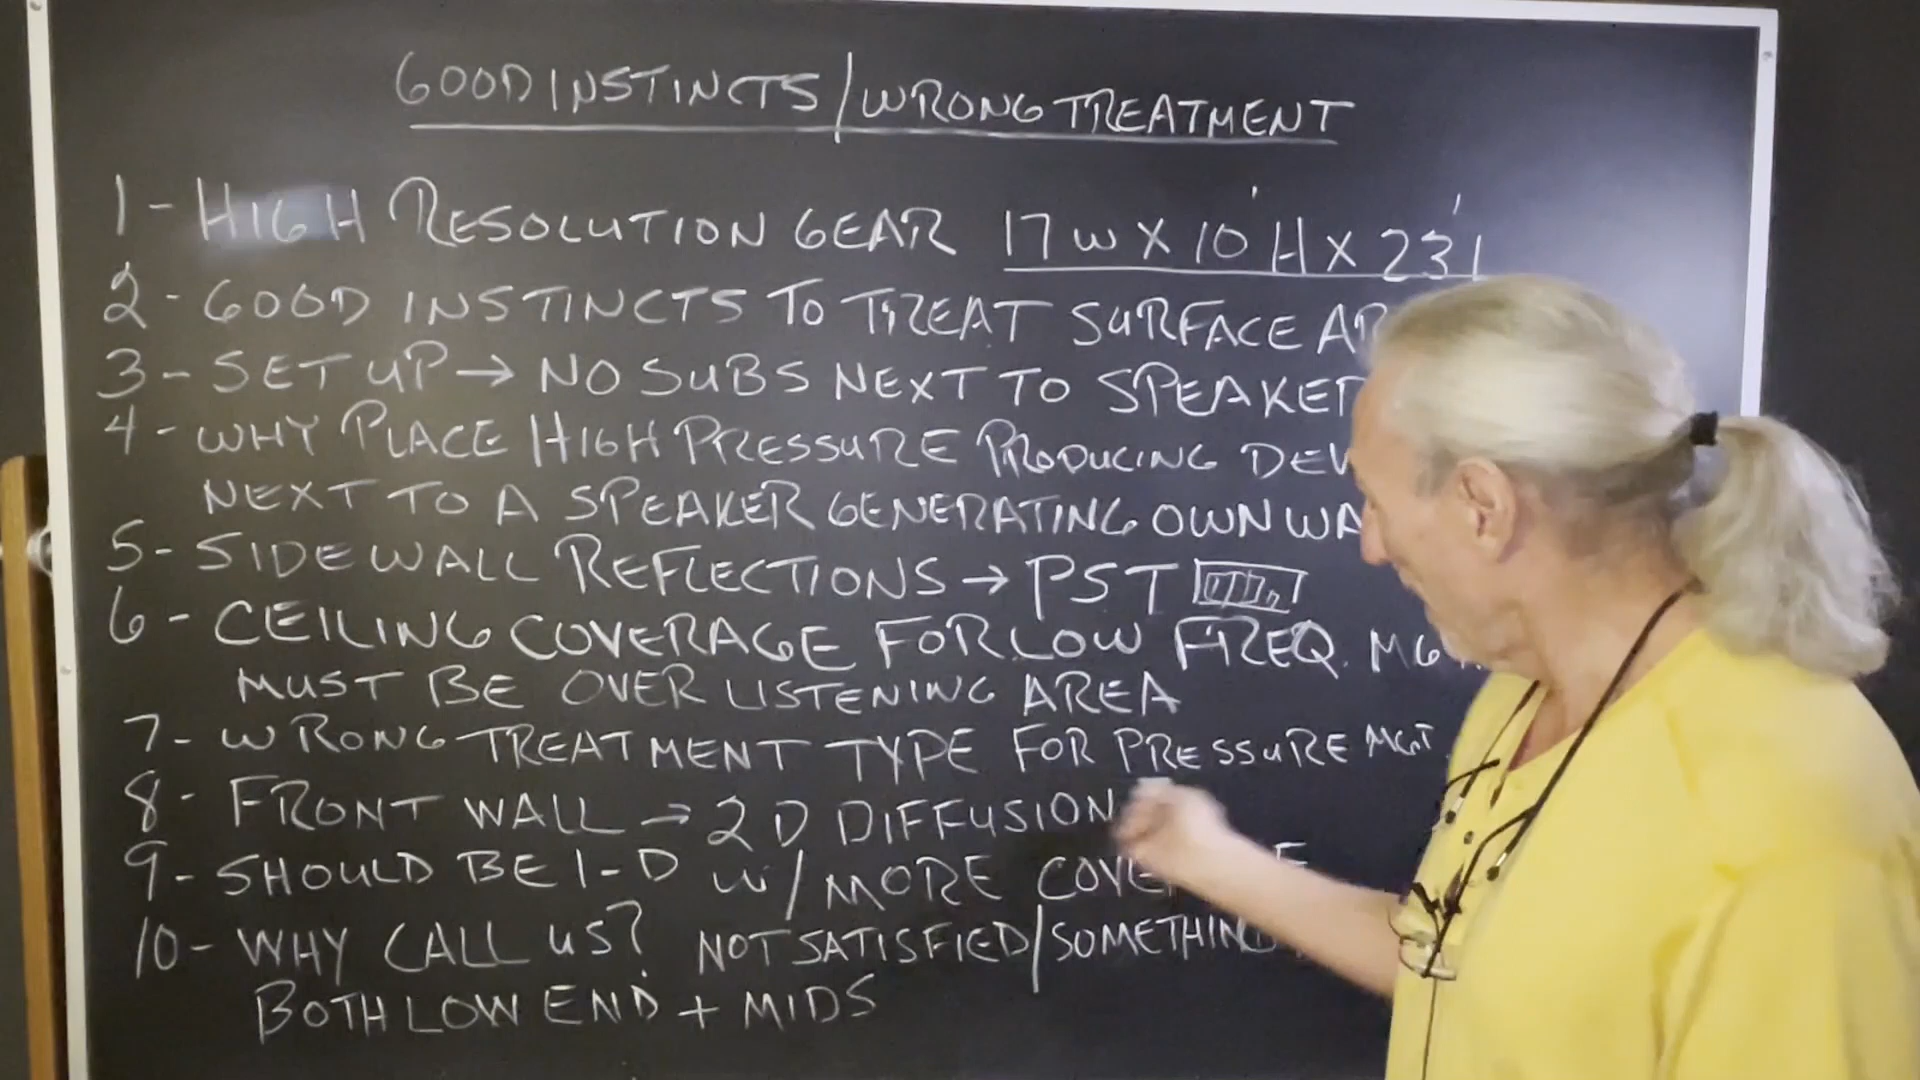 GOOD INSTINCTS/WRONG TREATMENT
1- HIGH RESOLUTION GEAR 17 W X 10' H X 23' L
2- GOOD INSTINCTS TO TREAT SURFACE
3- SET UP → NO SUBS NEXT TO SPEAKER
4- WHY PLACE HIGH PRESSURE PRODUCING
NEXT TO A SPEAKER GENERATING OWN
5- SIDEWALL REFLECTIONS → PST
6- CEILING COVERAGE FOR LOW FREQ.
MUST BE OVER LISTENING AREA
7- WRONG TREATMENT TYPE FOR PRESSURE MGT
8- FRONT WALL → 2D DIFFUSION
9- SHOULD BE 1-D W/MORE
10- WHY CALL US? NOT SATISFIED/SOMETHING
BOTH LOW END + MIDS